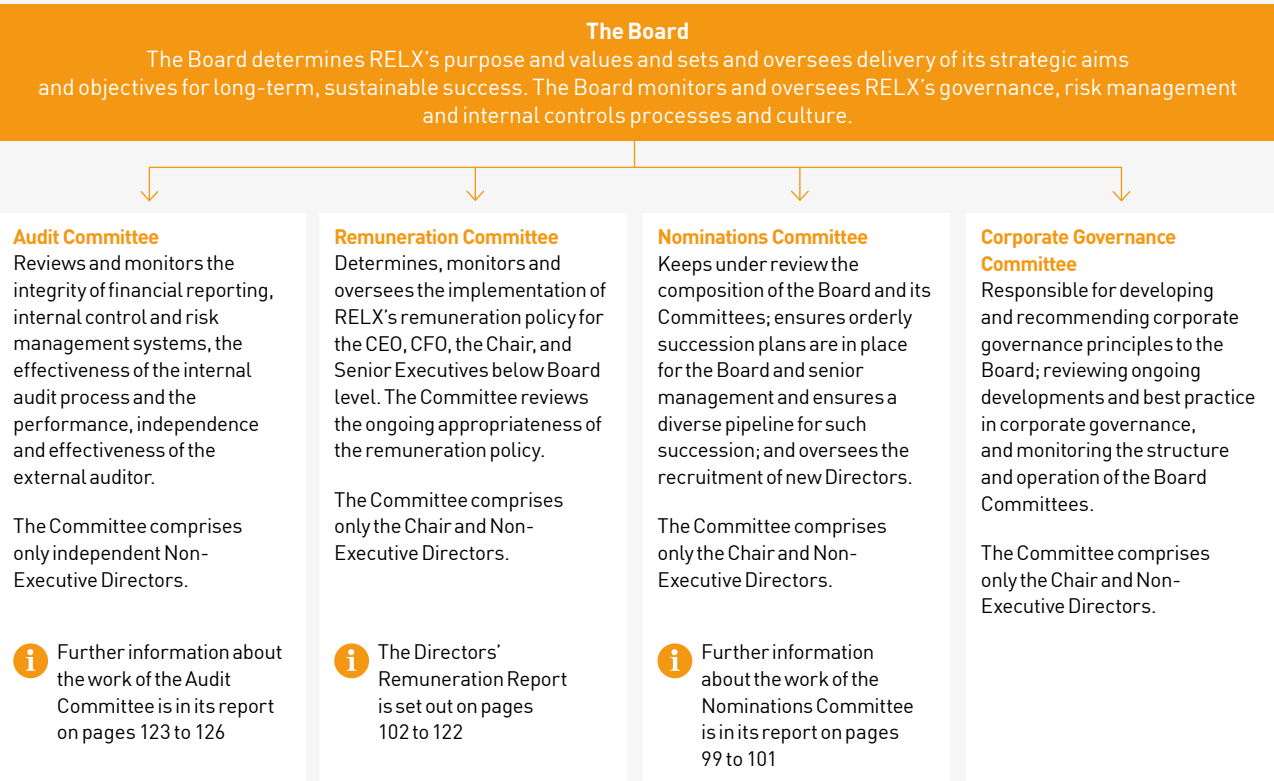 The Board
The Board determines RELX's purpose and values and sets and oversees delivery of its strategic aims
and objectives for long-term, sustainable success. The Board monitors and oversees RELX's governance, risk management
and internal controls processes and culture.
Audit Committee
Reviews and monitors the
integrity of financial reporting,
internal control and risk
management systems, the
effectiveness of the internal
audit process and the
performance, independence
and effectiveness of the
external auditor.
The Committee comprises
only independent Non-
Executive Directors.
Further information about
the work of the Audit
Committee is in its report
on pages 123 to 126
Remuneration Committee
Determines, monitors and
oversees the implementation of
RELX's remuneration policy for
the CEO, CFO, the Chair, and
Senior Executives below Board
level. The Committee reviews
the ongoing appropriateness of
the remuneration policy.
The Committee comprises
only the Chair and Non-
Executive Directors.
The Directors'
Remuneration Report
is set out on pages
102 to 122
Nominations Committee
Keeps under review the
composition of the Board and its
Committees; ensures orderly
succession plans are in place
for the Board and senior
management and ensures a
diverse pipeline for such
succession; and oversees the
recruitment of new Directors.
The Committee comprises
only the Chair and Non-
Executive Directors.
Further information
about the work of the
Nominations Committee
is in its report on pages
99 to 101
Corporate Governance
Committee
Responsible for developing
and recommending corporate
governance principles to the
Board; reviewing ongoing
developments and best practice
in corporate governance,
and monitoring the structure
and operation of the Board
Committees.
The Committee comprises
only the Chair and Non-
Executive Directors.